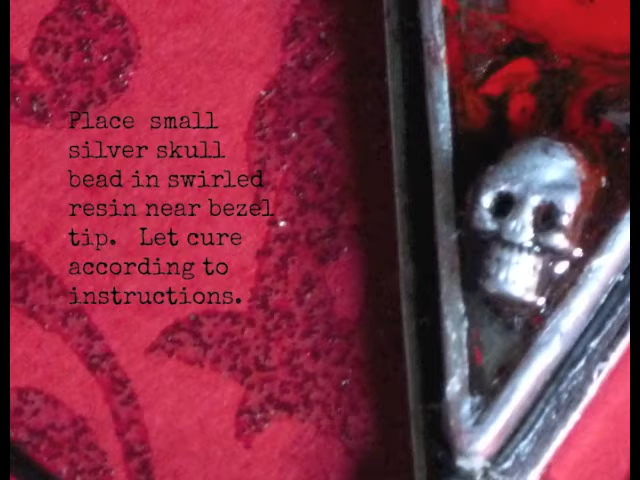 Place small
silver skull
bead in swirled
resin near bezel
tip. Let cure
according to
instructions.